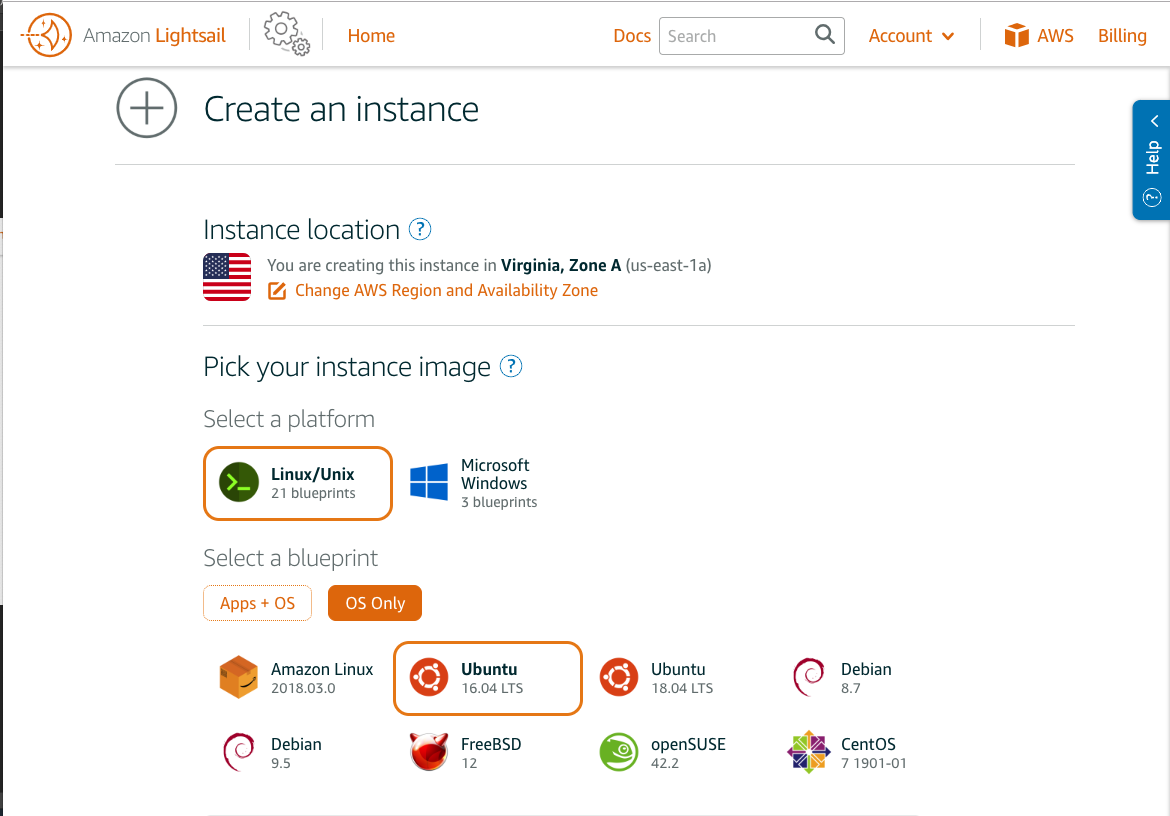 Amazon Lightsail
Home
Docs
Search
Account
AWS
Billing
Create an instance
Help
?
Instance location ?
You are creating this instance in Virginia, Zone A (us-east-1a)
Change AWS Region and Availability Zone
Pick your instance image ?
Select a platform
Linux/Unix
21 blueprints
Microsoft
Windows
3 blueprints
Select a blueprint
Apps + OS
OS Only
Amazon Linux
2018.03.0
Ubuntu
16.04 LTS
Ubuntu
18.04 LTS
Debian
8.7
Debian
9.5
FreeBSD
12
openSUSE
42.2
CentOS
7 1901-01